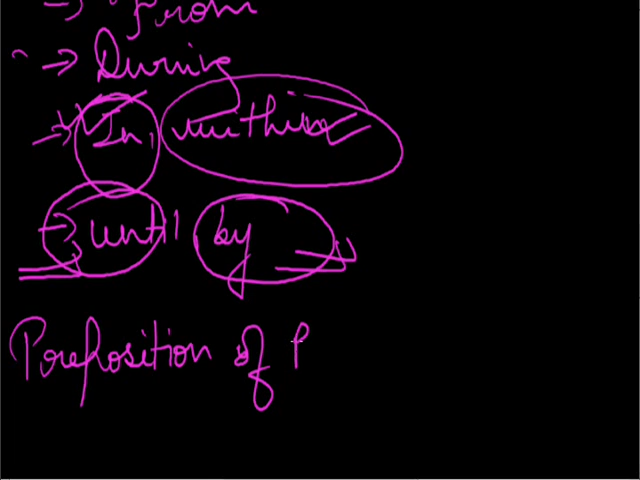 → From
→ During
→ In, within
→ until by
Preposition of P